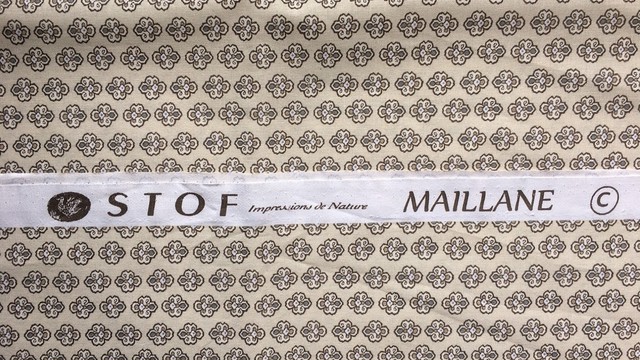 STOF Impressions de Nature MAILLANE ©